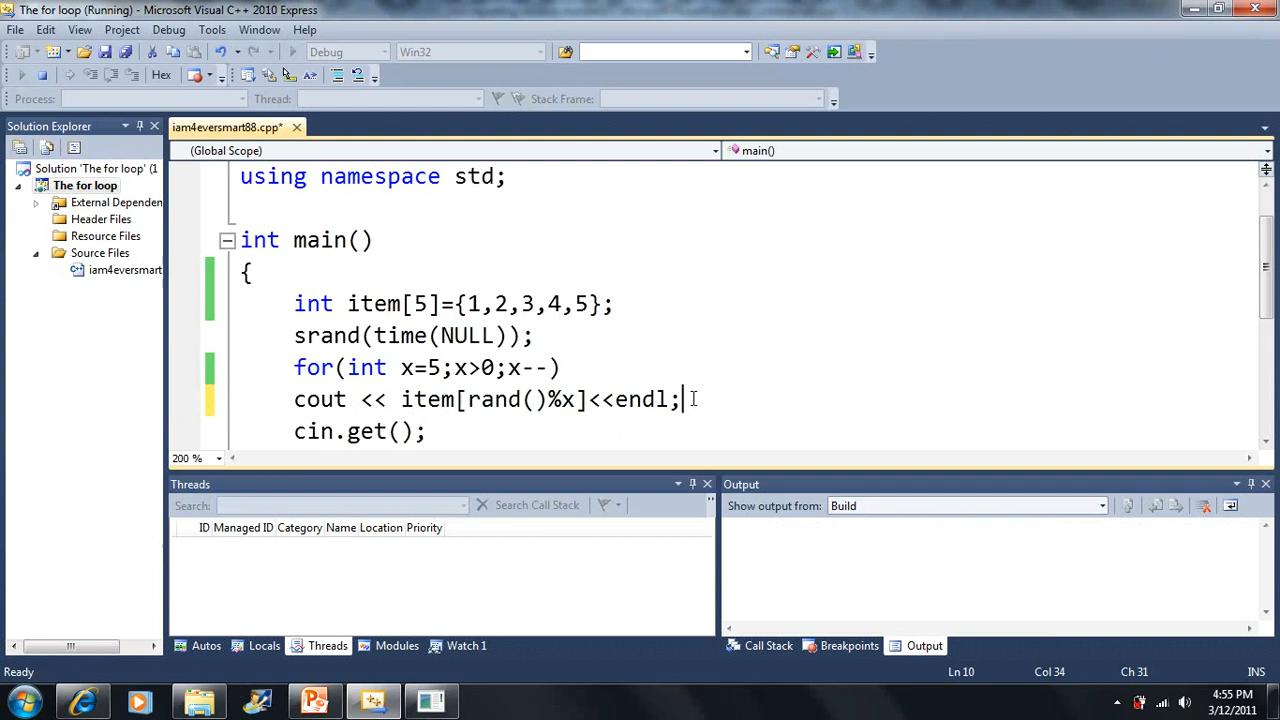 The for loop (Running) - Microsoft Visual C++ 2010 Express
File Edit View Project Debug Tools Window Help
Debug Win32
Hex
Process: Thread: Stack Frame:
Solution Explorer
iam4eversmart88.cpp*
(Global Scope) main()
Solution 'The for loop' (1
The for loop
External Dependen
Header Files
Resource Files
Source Files
iam4eversmart
using namespace std;
int main()
{
int item[5]={1,2,3,4,5};
srand(time(NULL));
for(int x=5;x>0;x--)
cout << item[rand()%x]<<endl;
cin.get();
200 %
Threads
Search: Search Call Stack
ID Managed ID Category Name Location Priority
Output
Show output from: Build
Autos Locals Threads Modules Watch 1
Call Stack Breakpoints Output
Ready Ln 10 Col 34 Ch 31 INS
4:55 PM
3/12/2011